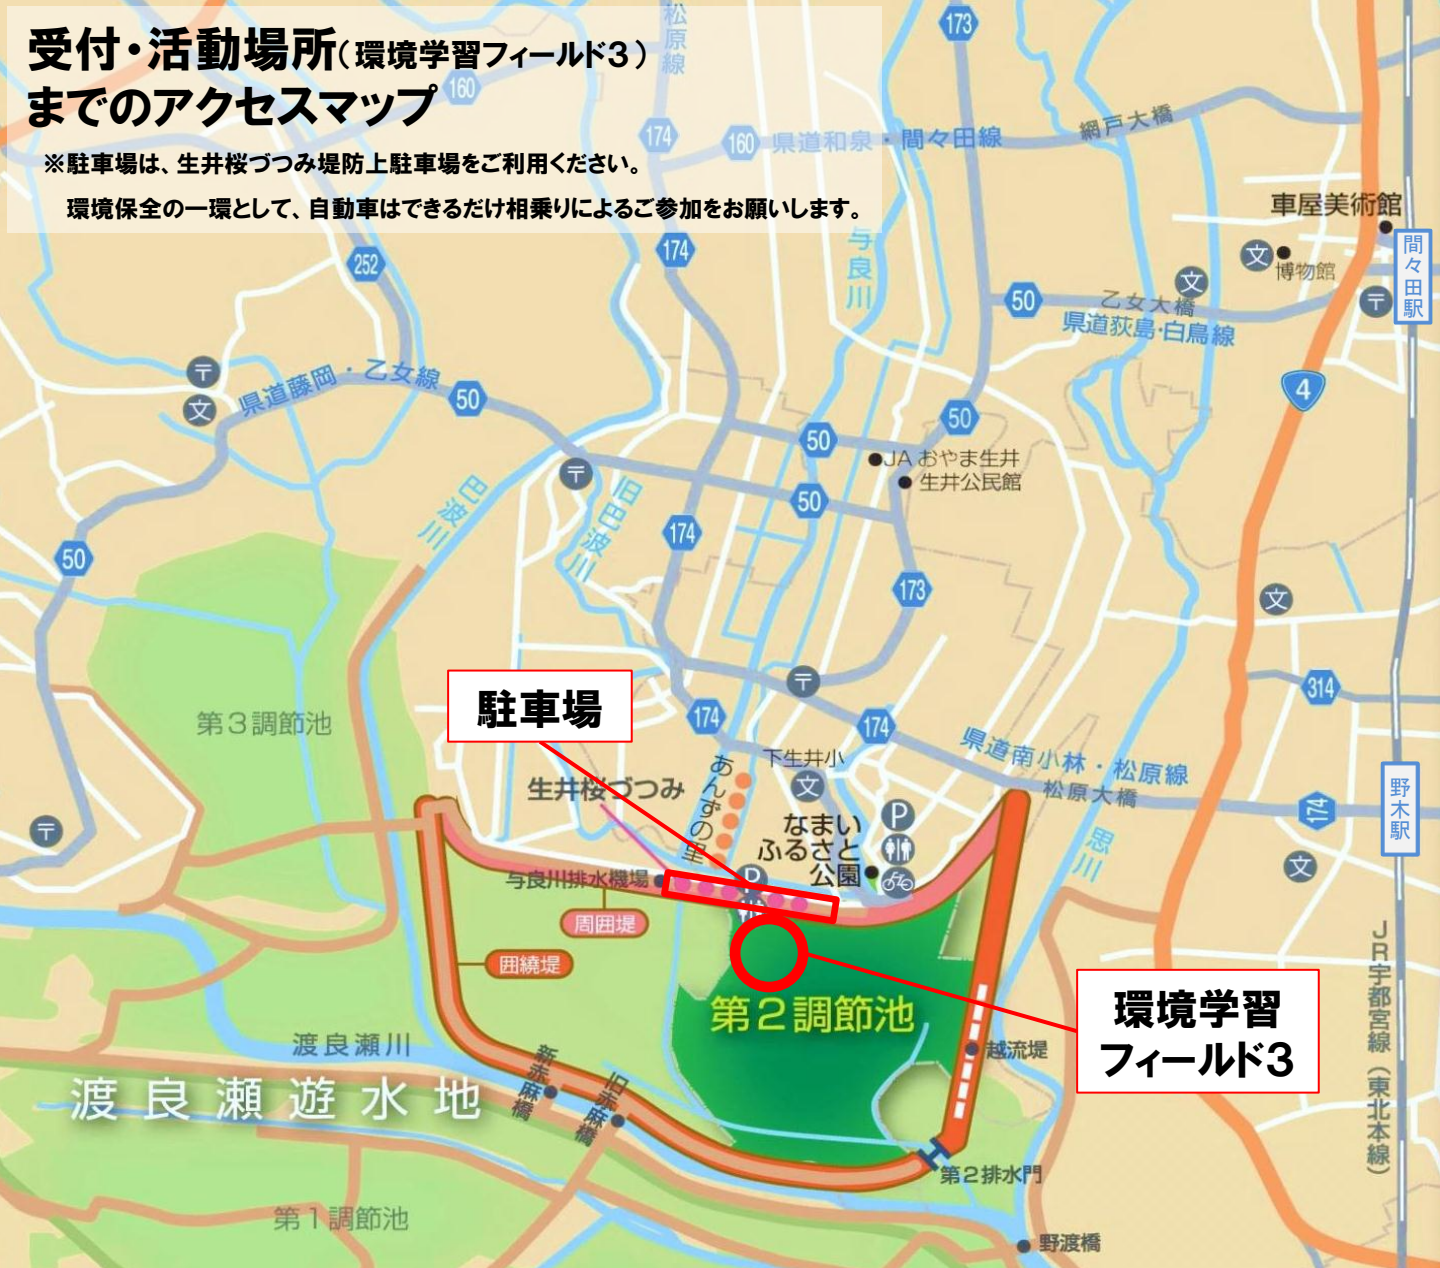 受付・活動場所(環境学習フィールド3)
までのアクセスマップ
※駐車場は、生井桜づつみ堤防上駐車場をご利用ください。
環境保全の一環として、自動車はできるだけ相乗りによるご参加をお願いします。
松原線
173
160
174
160
県道和泉・間々田線
網戸大橋
車屋美術館
間々田駅
文
博物館
〒
252
174
与良川
50
文
乙女大橋
県道荻島・白鳥線
4
〒
文
県道藤岡・乙女線
50
50
50
JA おやま生井
生井公民館
〒
巴波川
旧巴波川
50
174
50
173
文
第3調節池
駐車場
〒
314
174
174
県道南小林・松原線
松原大橋
174
野木駅
生井桜づつみ
あんずの里
下生井小
文
なまい
ふるさと
公園
P
思川
文
〒
与良川排水機場
P
周囲堤
囲繞堤
第2調節池
環境学習
フィールド3
越流堤
JR宇都宮線(東北本線)
渡良瀬川
渡良瀬遊水地
新赤麻橋
旧赤麻橋
第2排水門
第1調節池
野渡橋